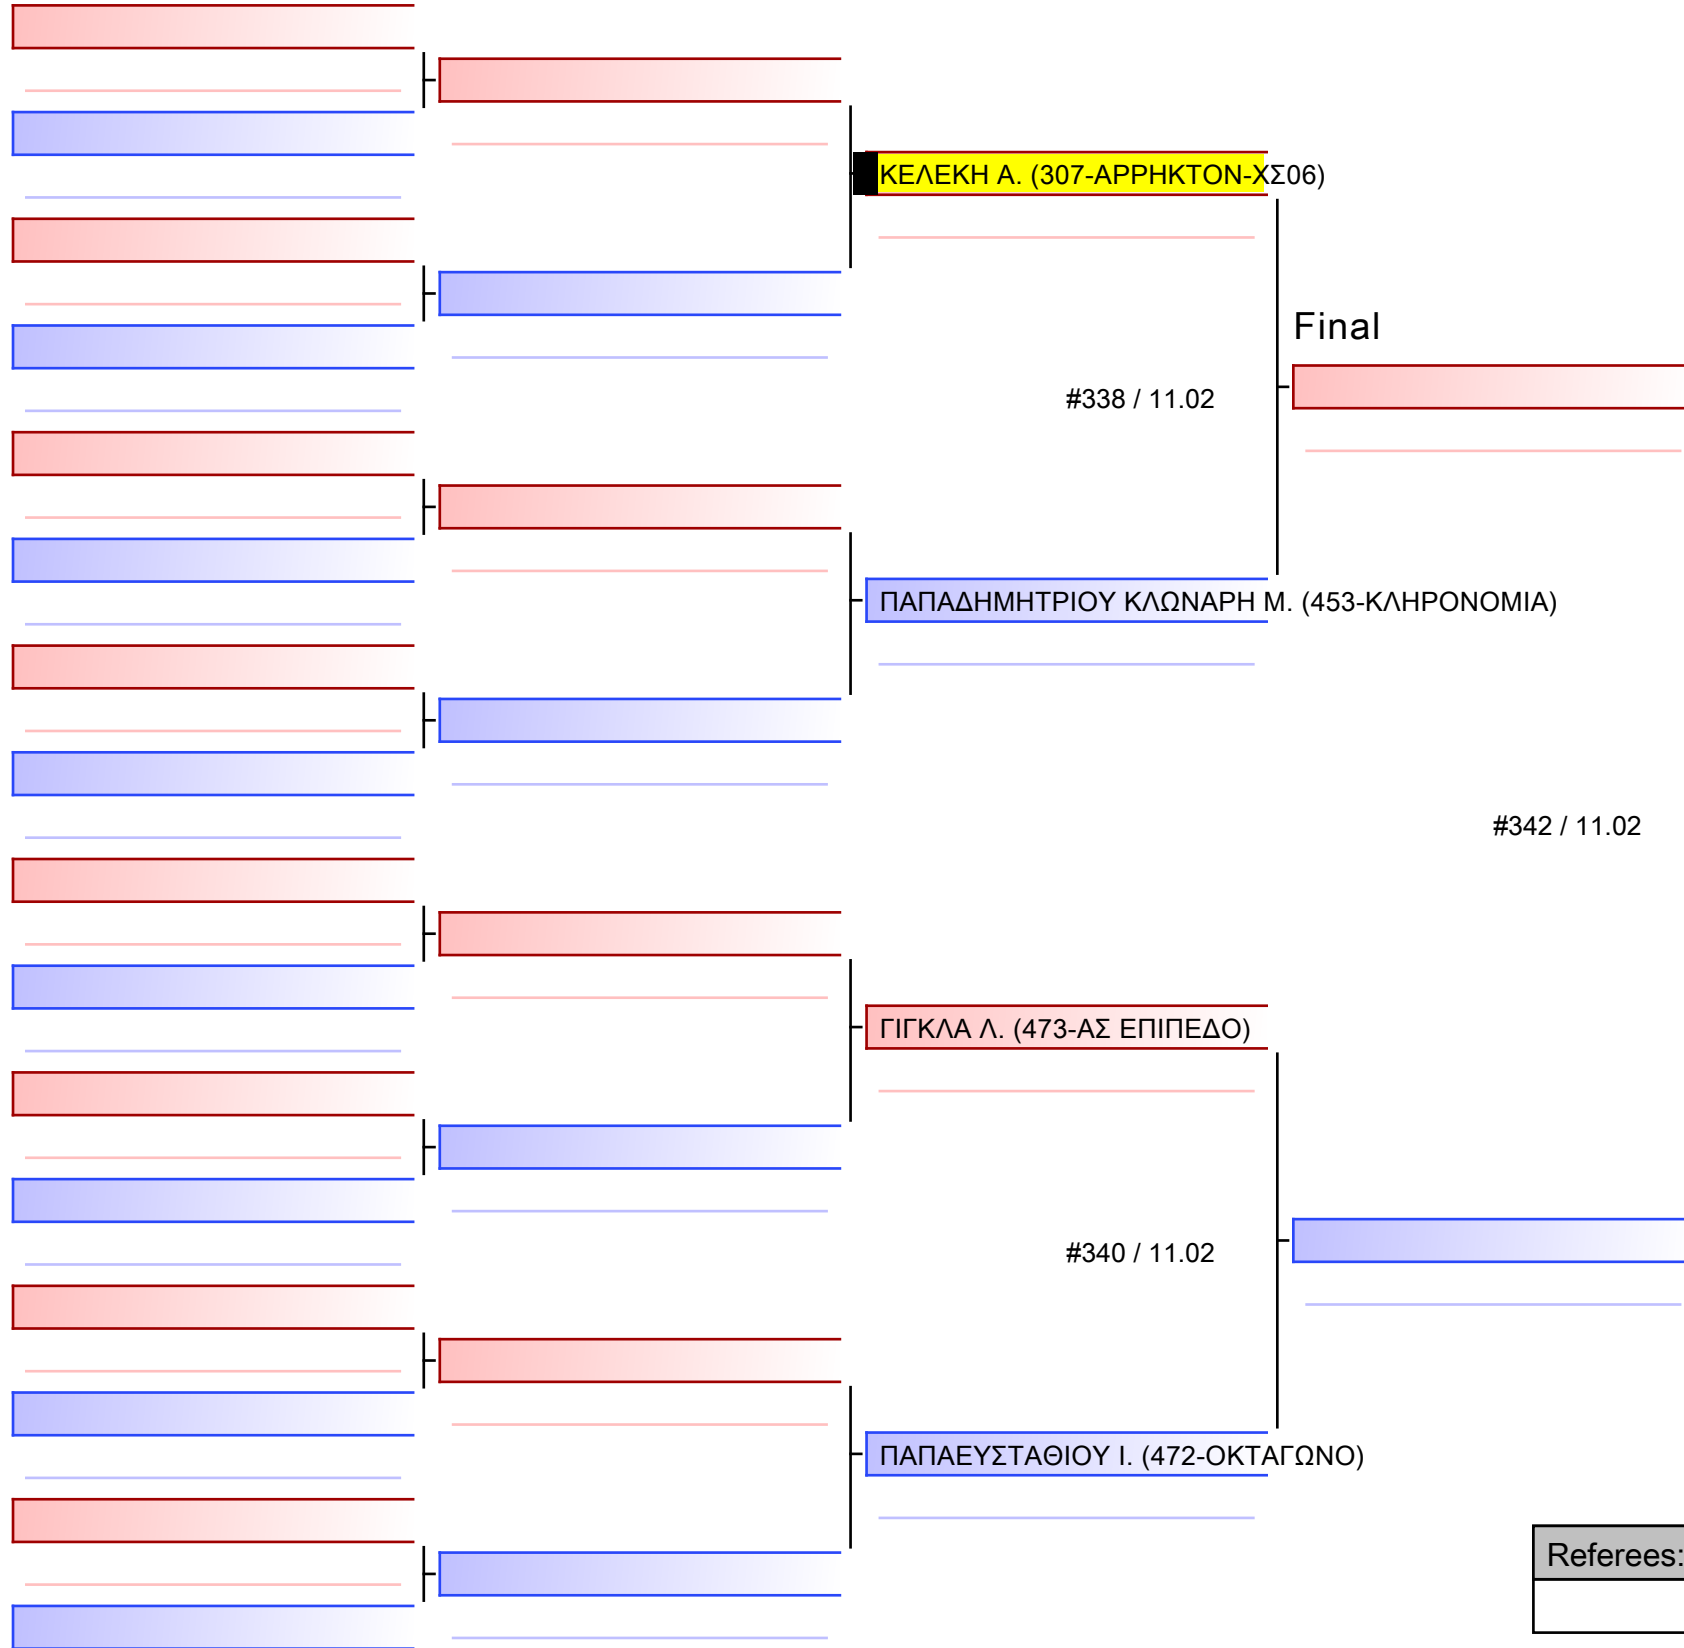 ΚΕΛΕΚΗ Α. (307-ΑΡΡΗΚΤΟΝ-ΧΣ06)
Final
#338 / 11.02
ΠΑΠΑΔΗΜΗΤΡΙΟΥ ΚΛΩΝΑΡΗ Μ. (453-ΚΛΗΡΟΝΟΜΙΑ)
#342 / 11.02
ΓΙΓΚΛΑ Λ. (473-ΑΣ ΕΠΙΠΕΔΟ)
#340 / 11.02
ΠΑΠΑΕΥΣΤΑΘΙΟΥ Ι. (472-ΟΚΤΑΓΩΝΟ)
Referees: